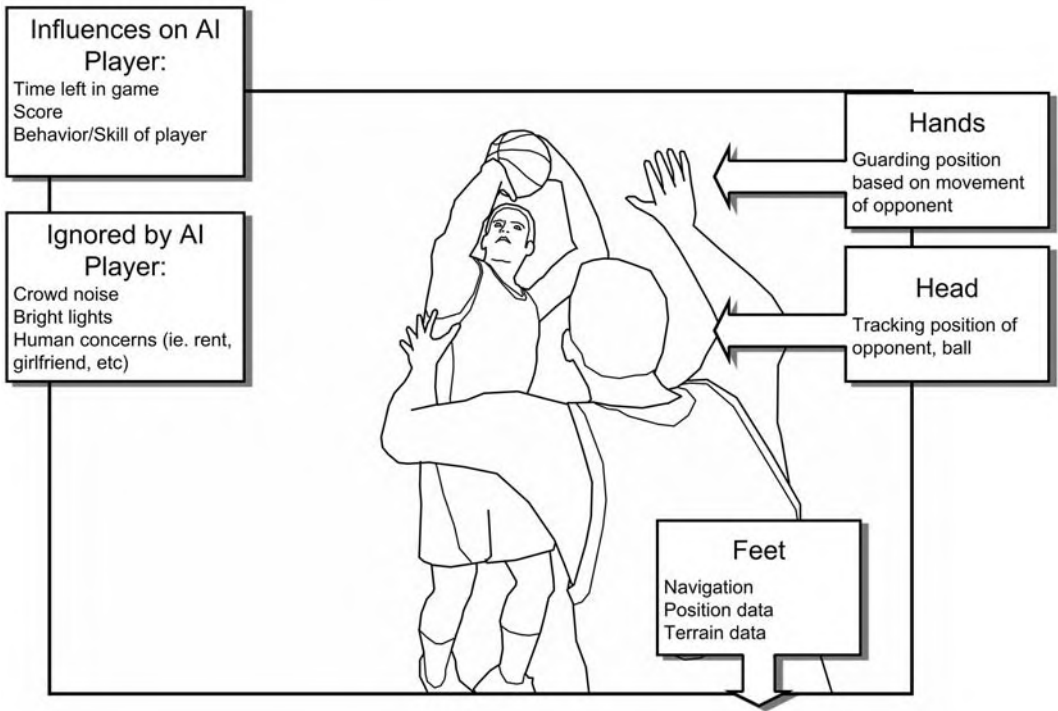 Influences on AI
Player:
Time left in game
Score
Behavior/Skill of player
Ignored by AI
Player:
Crowd noise
Bright lights
Human concerns (ie. rent,
girlfriend, etc)
Hands
Guarding position
based on movement
of opponent
Head
Tracking position of
opponent, ball
Feet
Navigation
Position data
Terrain data